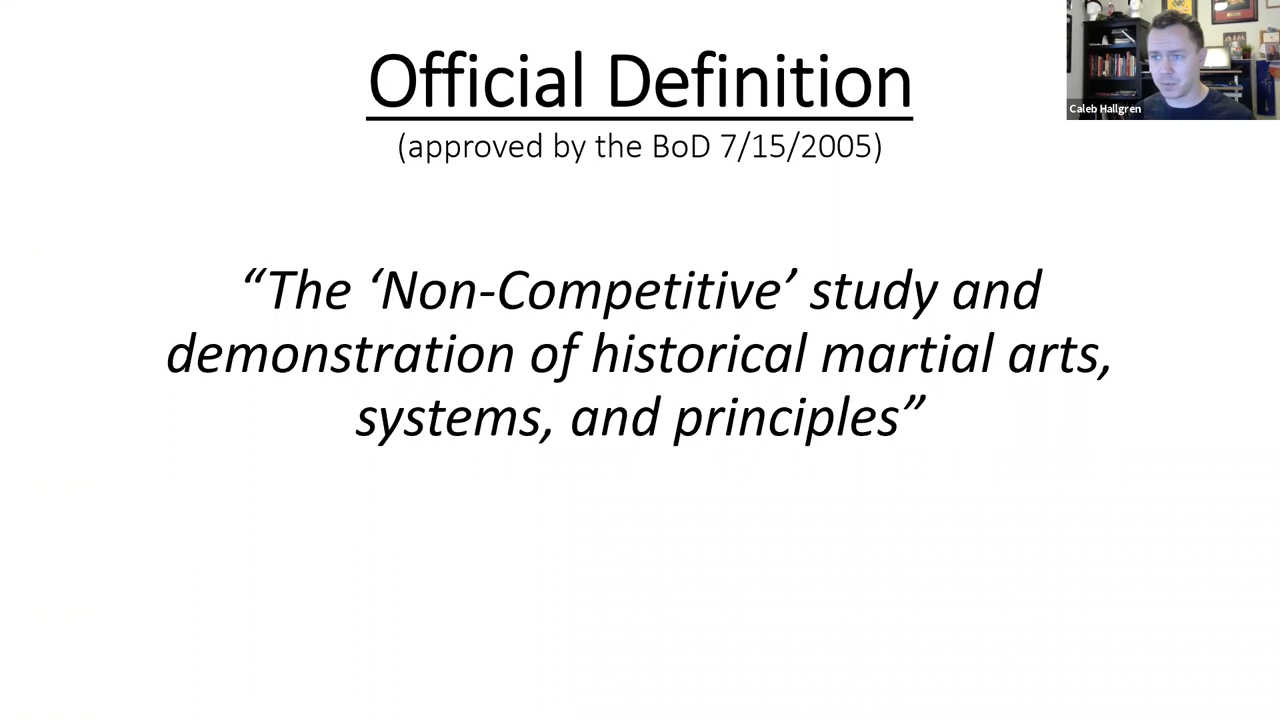 Official Definition
(approved by the BoD 7/15/2005)
“The ‘Non-Competitive’ study and
demonstration of historical martial arts,
systems, and principles”
Caleb Hallgren